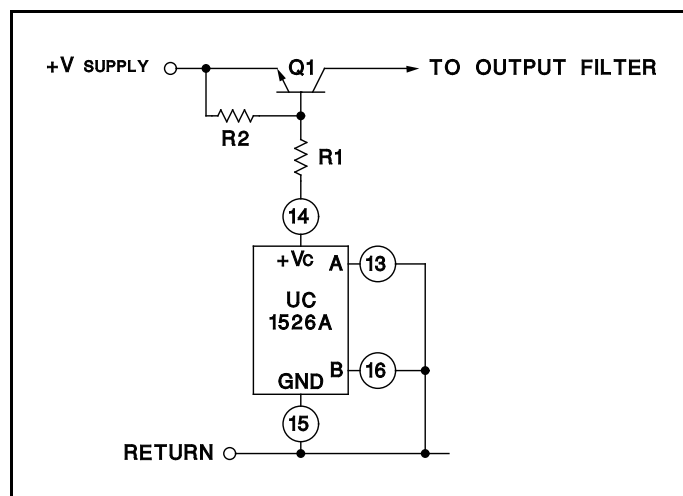 +V SUPPLY
Q1
TO OUTPUT FILTER
R2
R1
14
+VC
A
13
UC
1526A
B
16
GND
15
RETURN